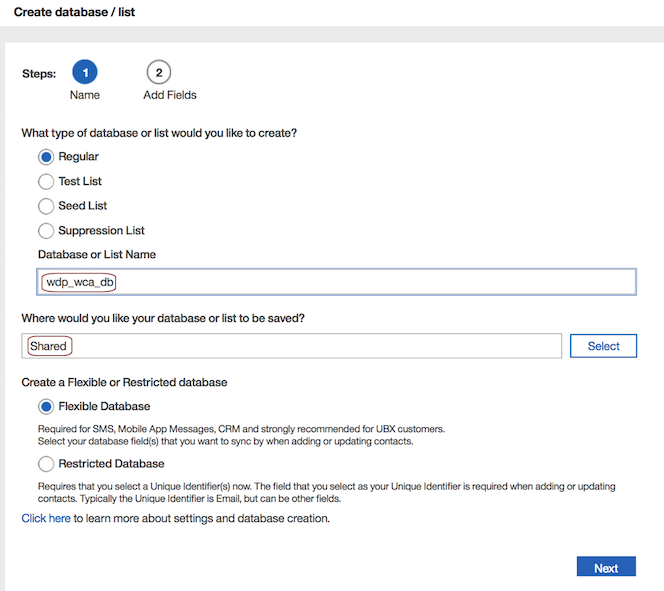 Create database / list
Steps:
1
2
Name
Add Fields
What type of database or list would you like to create?
Regular
Test List
Seed List
Suppression List
Database or List Name
wdp_wca_db
Where would you like your database or list to be saved?
Shared
Select
Create a Flexible or Restricted database
Flexible Database
Required for SMS, Mobile App Messages, CRM and strongly recommended for UBX customers.
Select your database field(s) that you want to sync by when adding or updating contacts.
Restricted Database
Requires that you select a Unique Identifier(s) now. The field that you select as your Unique Identifier is required when adding or updating
contacts. Typically the Unique Identifier is Email, but can be other fields.
Click here to learn more about settings and database creation.
Next